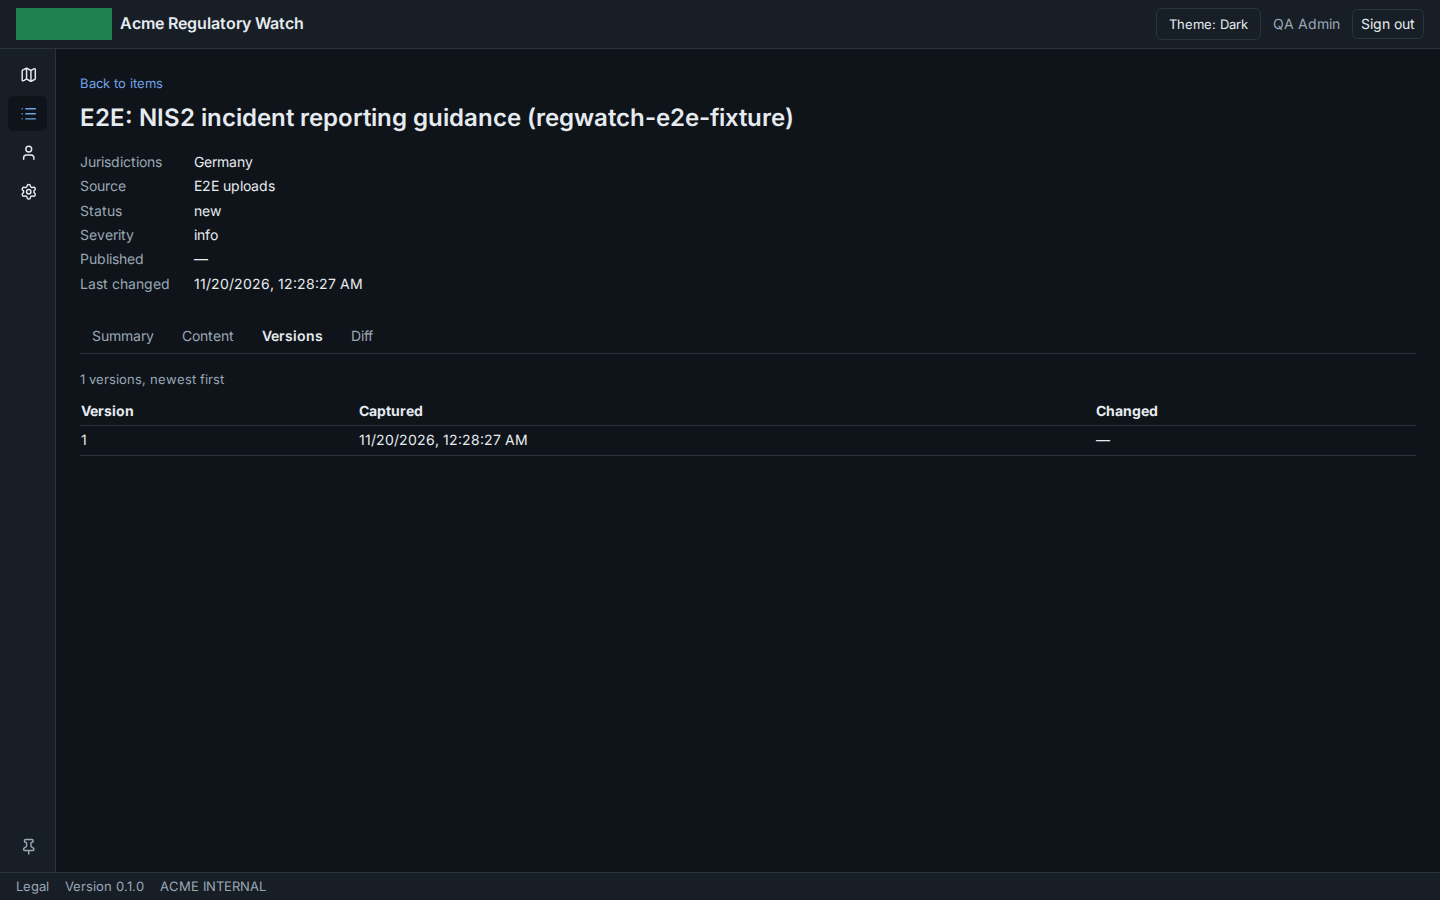 Acme Regulatory Watch
Theme: Dark
QA Admin
Sign out
Back to items
E2E: NIS2 incident reporting guidance (regwatch-e2e-fixture)
Jurisdictions Germany
Source E2E uploads
Status new
Severity info
Published —
Last changed 11/20/2026, 12:28:27 AM
Summary Content Versions Diff
1 versions, newest first
Version Captured Changed
1 11/20/2026, 12:28:27 AM —
Legal Version 0.1.0 ACME INTERNAL